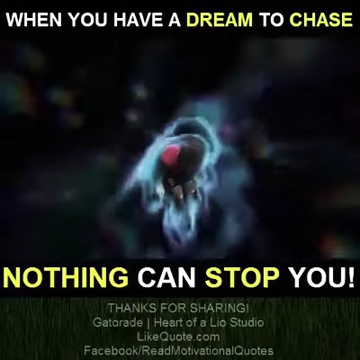 WHEN YOU HAVE A DREAM TO CHASE
NOTHING CAN STOP YOU!
THANKS FOR SHARING!
Gatorade | Heart of a Lio Studio
LikeQuote.com
Facebook/ReadMotivationalQuotes